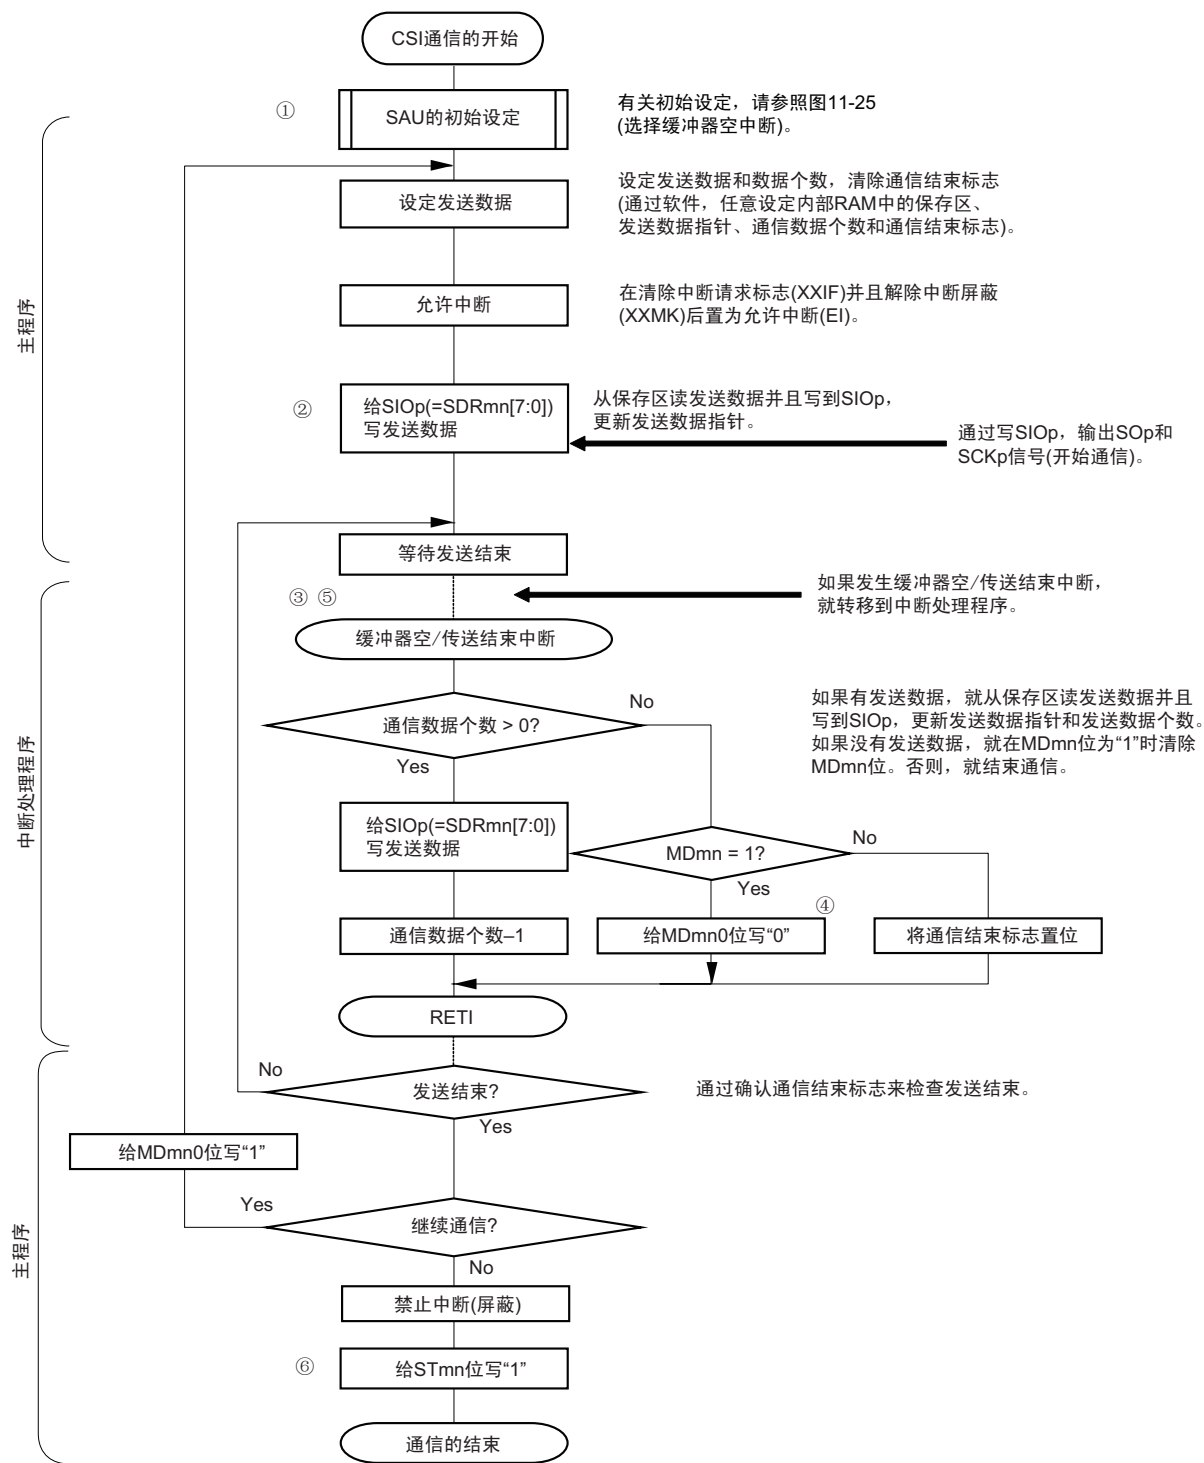 CSI通信的开始
①
SAU的初始设定
有关初始设定，请参照图11-25
(选择缓冲器空中断)。
设定发送数据
设定发送数据和数据个数，清除通信结束标志
(通过软件，任意设定内部RAM中的保存区、
发送数据指针、通信数据个数和通信结束标志)。
主程序
允许中断
在清除中断请求标志(XXIF)并且解除中断屏蔽
(XXMK)后置为允许中断(EI)。
②
给SIOp(=SDRmn[7:0])
写发送数据
从保存区读发送数据并且写到SIOp，
更新发送数据指针。
通过写SIOp，输出SOp和
SCKp信号(开始通信)。
等待发送结束
③ ⑤
如果发生缓冲器空/传送结束中断，
就转移到中断处理程序。
缓冲器空/传送结束中断
中断处理程序
通信数据个数 > 0?
No
Yes
如果有发送数据，就从保存区读发送数据并且
写到SIOp，更新发送数据指针和发送数据个数。
如果没有发送数据，就在MDmn位为“1”时清除
MDmn位。否则，就结束通信。
给SIOp(=SDRmn[7:0])
写发送数据
MDmn = 1?
No
Yes
④
通信数据个数–1
给MDmn0位写“0”
将通信结束标志置位
RETI
No
发送结束?
Yes
通过确认通信结束标志来检查发送结束。
给MDmn0位写“1”
主程序
Yes
继续通信?
No
禁止中断(屏蔽)
⑥
给STmn位写“1”
通信的结束